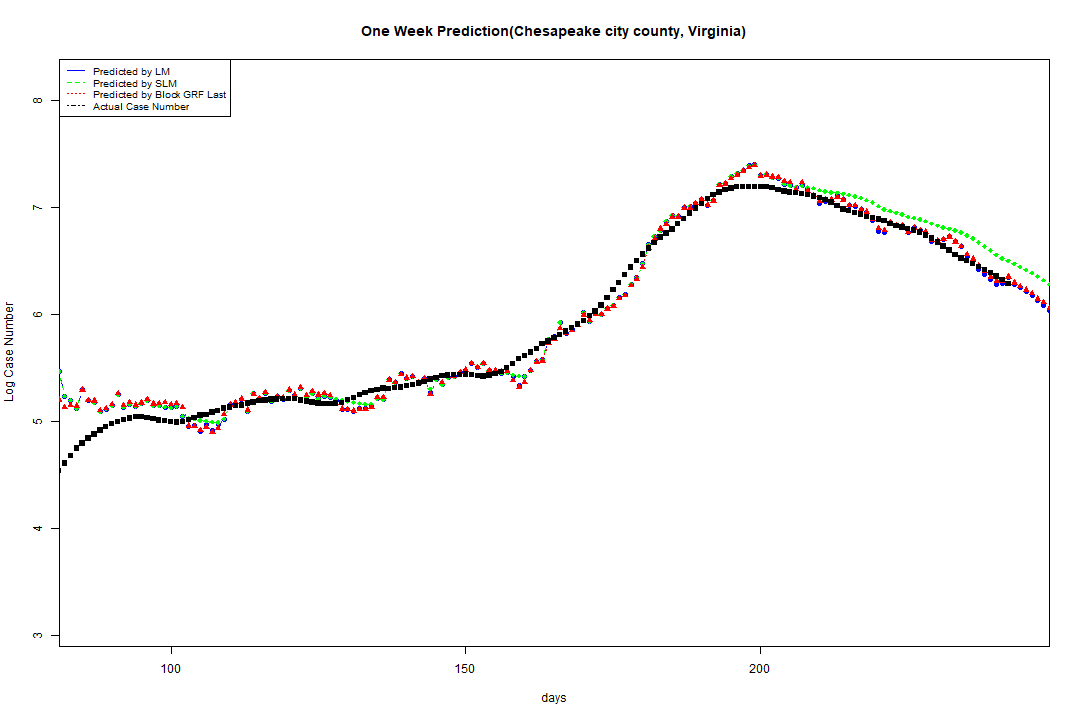 One Week Prediction(Chesapeake city county, Virginia)
Predicted by LM
Predicted by SLM
Predicted by Block GRF Last
Actual Case Number
8
7
6
5
4
3
Log Case Number
100 150 200
days